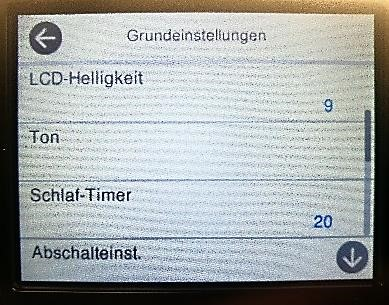 Grundeinstellungen
LCD-Helligkeit
9
Ton
Schlaf-Timer
20
Abschalteinst.